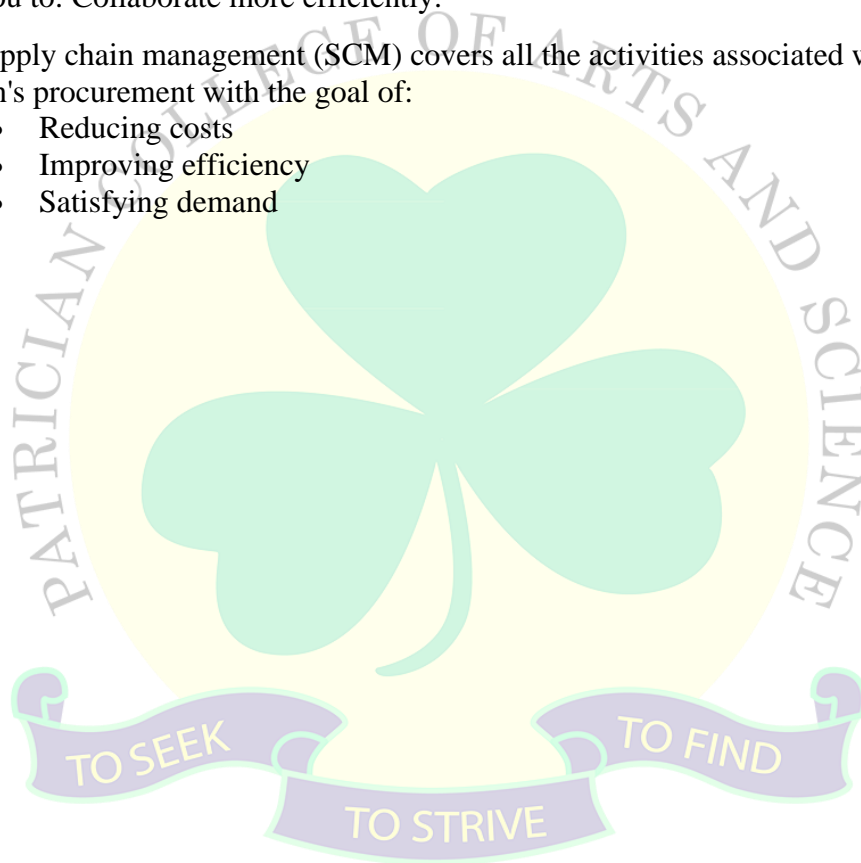 ou to: Collaborate more efficiently.
pply chain management (SCM) covers all the activities associated w
n's procurement with the goal of:
• Reducing costs
• Improving efficiency
• Satisfying demand
PATRICIAN COLLEGE OF ARTS AND SCIENCE
TO SEEK
TO STRIVE
TO FIND